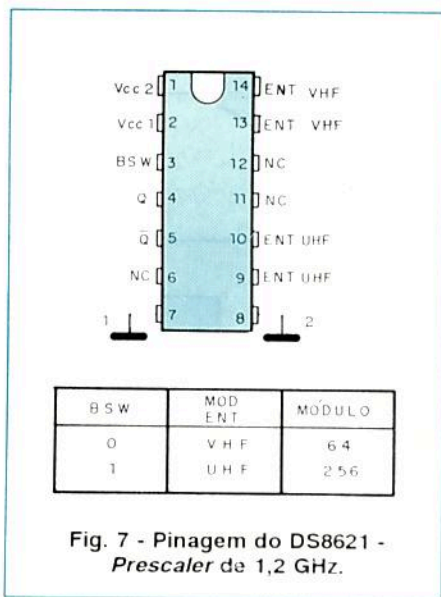 Vcc 2 1 14 ENT VHF
Vcc 1 2 13 ENT VHF
BSW 3 12 NC
Q 4 11 NC
Q̅ 5 10 ENT UHF
NC 6 9 ENT UHF
1 7 8 2
BSW MOD ENT MÓDULO
0 VHF 64
1 UHF 256
Fig. 7 - Pinagem do DS8621 -
Prescaler de 1,2 GHz.